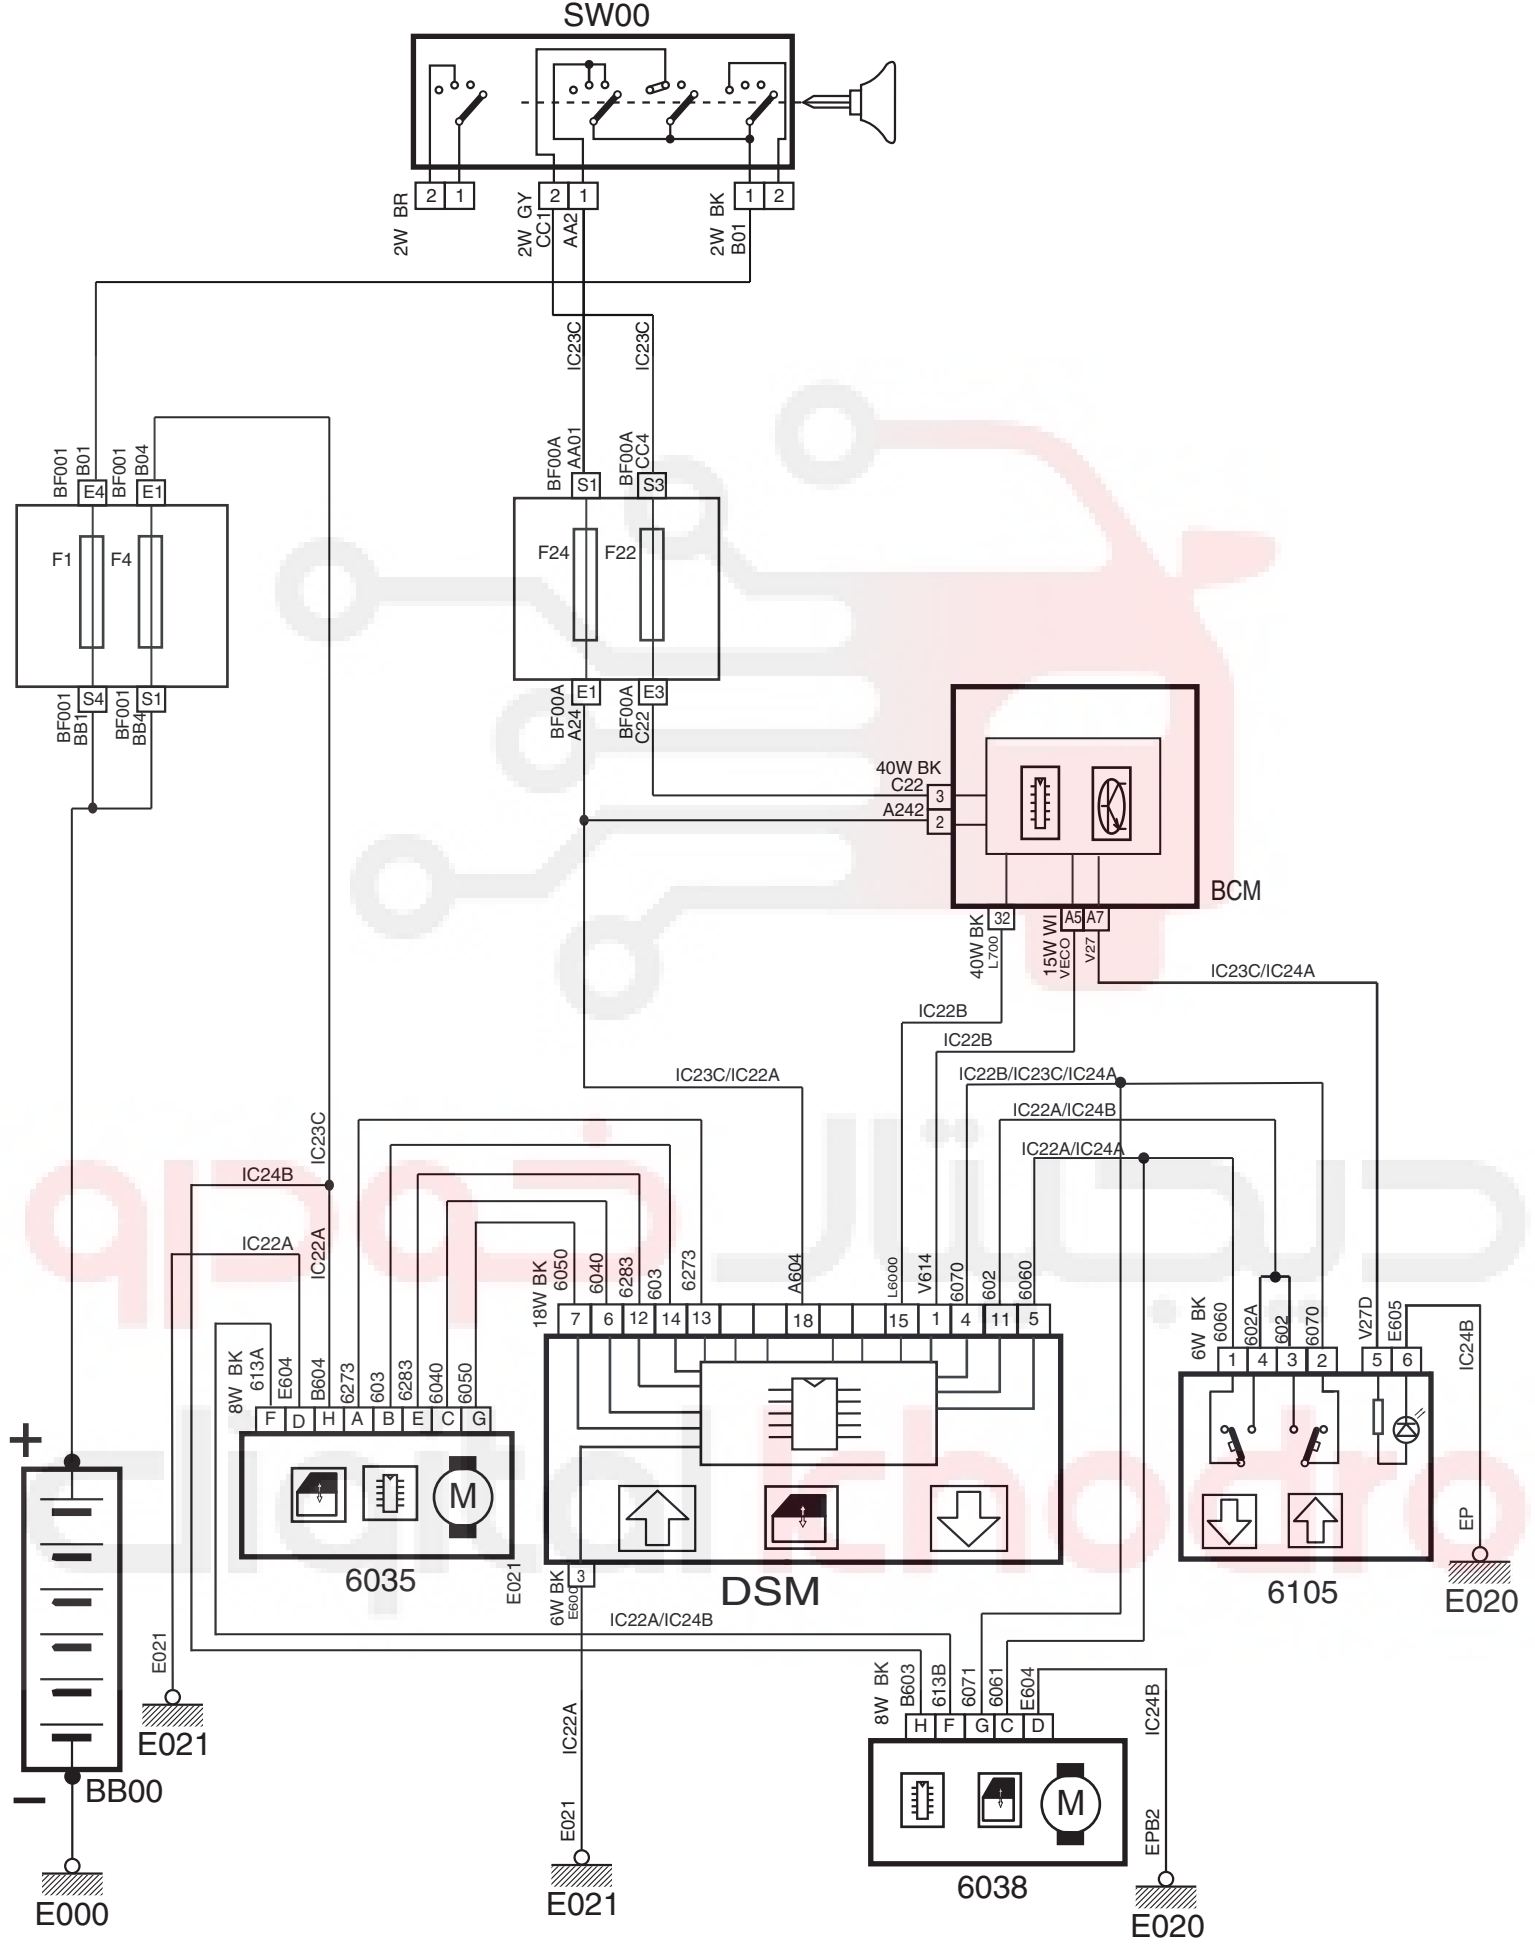 SW00
2W BR
2
1
2W GY
CC1
2
AA2
1
2W BK
B01
1
2
IC23C
IC23C
BF001
B01
BF001
B04
E4
E1
F1
F4
BF001
BB1
S4
BF001
BB4
S1
BF00A
AA01
BF00A
CC4
S1
S3
F24
F22
BF00A
A24
E1
BF00A
C22
E3
40W BK
C22
3
A242
2
BCM
40W BK
L700
32
15W WI
VECO
A5
V27
A7
IC23C/IC24A
IC22B
IC22B
IC22B/IC23C/IC24A
IC23C/IC22A
IC22A/IC24B
IC22A/IC24A
IC23C
IC24B
IC22A
IC22A
دیجیتال خودرو
18W BK
6050
6040
6283
603
6273
A604
L6000
V614
6070
602
6060
7
6
12
14
13
18
15
1
4
11
5
8W BK
613A
E604
B604
6273
603
6283
6040
6050
F
D
H
A
B
E
C
G
6W BK
6060
602A
602
6070
V27D
E605
1
4
3
2
5
6
IC24B
EP
E020
digital khodro
M
6035
E021
DSM
6105
6W BK
E600
3
IC22A/IC24B
+
−
BB00
E000
E021
E021
IC22A
E021
E021
8W BK
B603
613B
6071
6061
E604
H
F
G
C
D
M
6038
IC24B
EPB2
E020